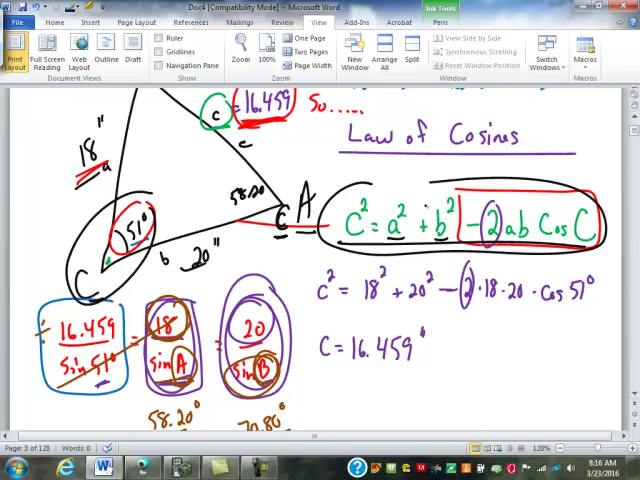 Doc4 [Compatibility Mode] - Microsoft Word
Ink Tools
File Home Insert Page Layout References Mailings Review View Add-Ins Acrobat Pens
Print Layout
Full Screen Reading
Web Layout
Outline
Draft
Document Views
Ruler
Gridlines
Navigation Pane
Show
Zoom
100%
One Page
Two Pages
Page Width
Zoom
New Window
Arrange All
Split
View Side by Side
Synchronous Scrolling
Reset Window Position
Window
Switch Windows
Macros
Macros
c = 16.459 So.....
Law of Cosines
18"
a
c
58.20
C A
51°
C
b 20"
c² = a² + b² - 2ab Cos C
c² = 18² + 20² - 2·18·20·cos 51°
C = 16.459"
16.459 = 18 = 20
sin 51° sin A sin B
58.20° 70.80°
Page: 3 of 128 Words: 0
120%
8:16 AM
3/23/2016